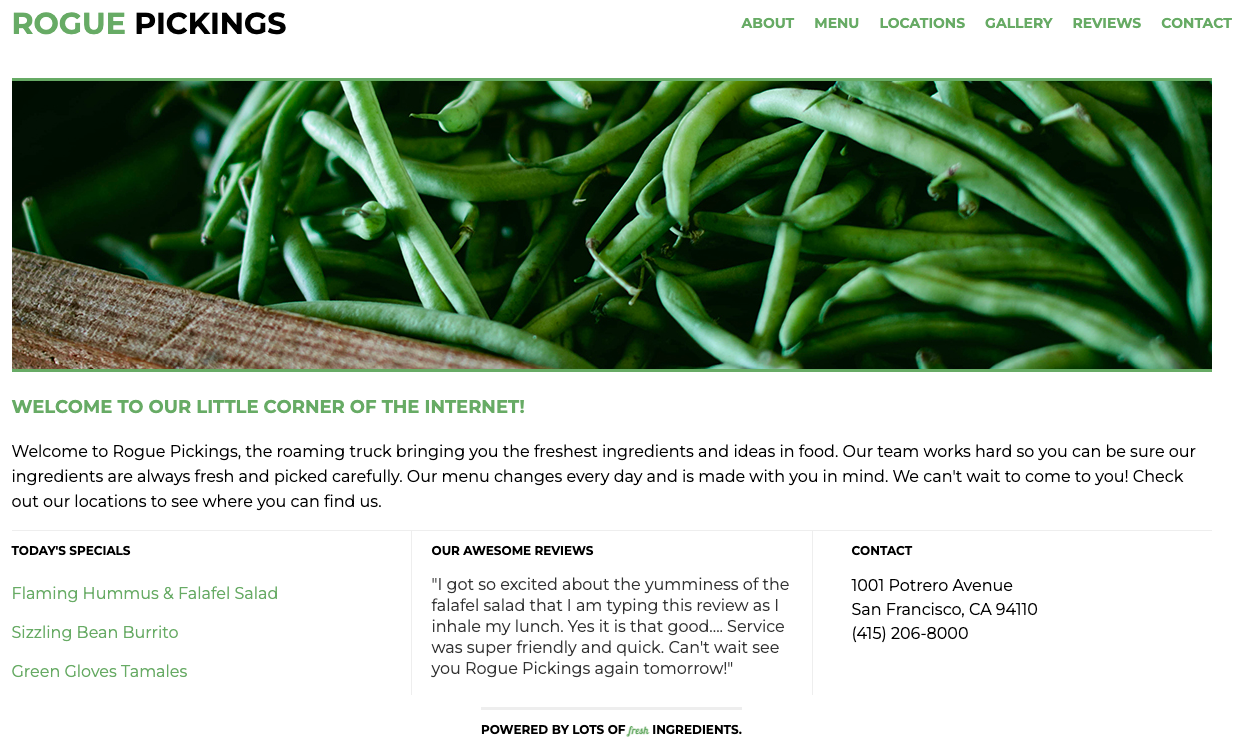 ROGUE PICKINGS
ABOUT MENU LOCATIONS GALLERY REVIEWS CONTACT
WELCOME TO OUR LITTLE CORNER OF THE INTERNET!
Welcome to Rogue Pickings, the roaming truck bringing you the freshest ingredients and ideas in food. Our team works hard so you can be sure our
ingredients are always fresh and picked carefully. Our menu changes every day and is made with you in mind. We can't wait to come to you! Check
out our locations to see where you can find us.
TODAY'S SPECIALS
Flaming Hummus & Falafel Salad
Sizzling Bean Burrito
Green Gloves Tamales
OUR AWESOME REVIEWS
"I got so excited about the yumminess of the
falafel salad that I am typing this review as I
inhale my lunch. Yes it is that good.... Service
was super friendly and quick. Can't wait see
you Rogue Pickings again tomorrow!"
CONTACT
1001 Potrero Avenue
San Francisco, CA 94110
(415) 206-8000
POWERED BY LOTS OF fresh INGREDIENTS.